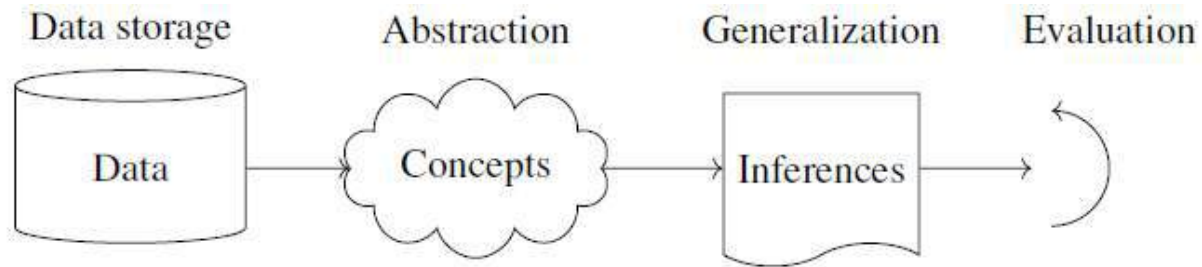 Data storage
Abstraction
Generalization
Evaluation
Data
Concepts
Inferences